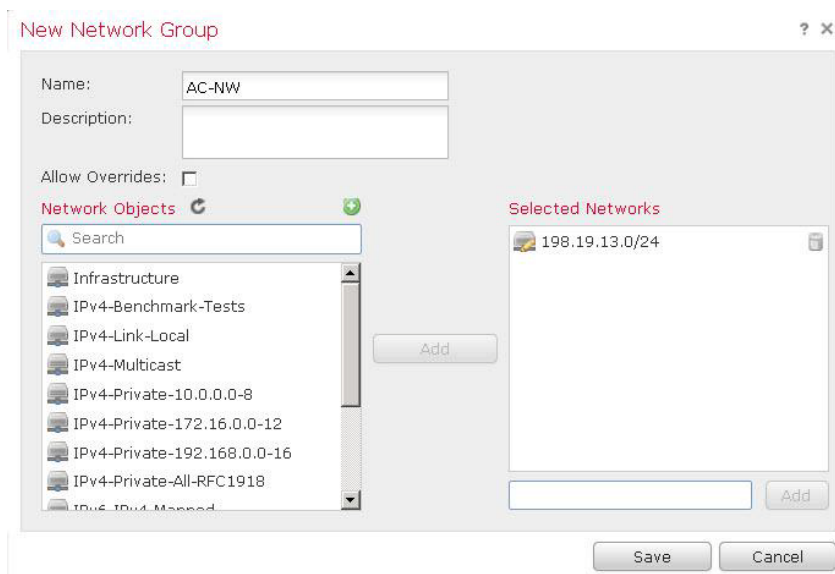 New Network Group
? ×
Name:
AC-NW
Description:
Allow Overrides:
Network Objects
Selected Networks
Search
198.19.13.0/24
Infrastructure
IPv4-Benchmark-Tests
IPv4-Link-Local
Add
IPv4-Multicast
IPv4-Private-10.0.0.0-8
IPv4-Private-172.16.0.0-12
IPv4-Private-192.168.0.0-16
IPv4-Private-All-RFC1918
IPv6-IPv4-Mapped
Add
Save
Cancel